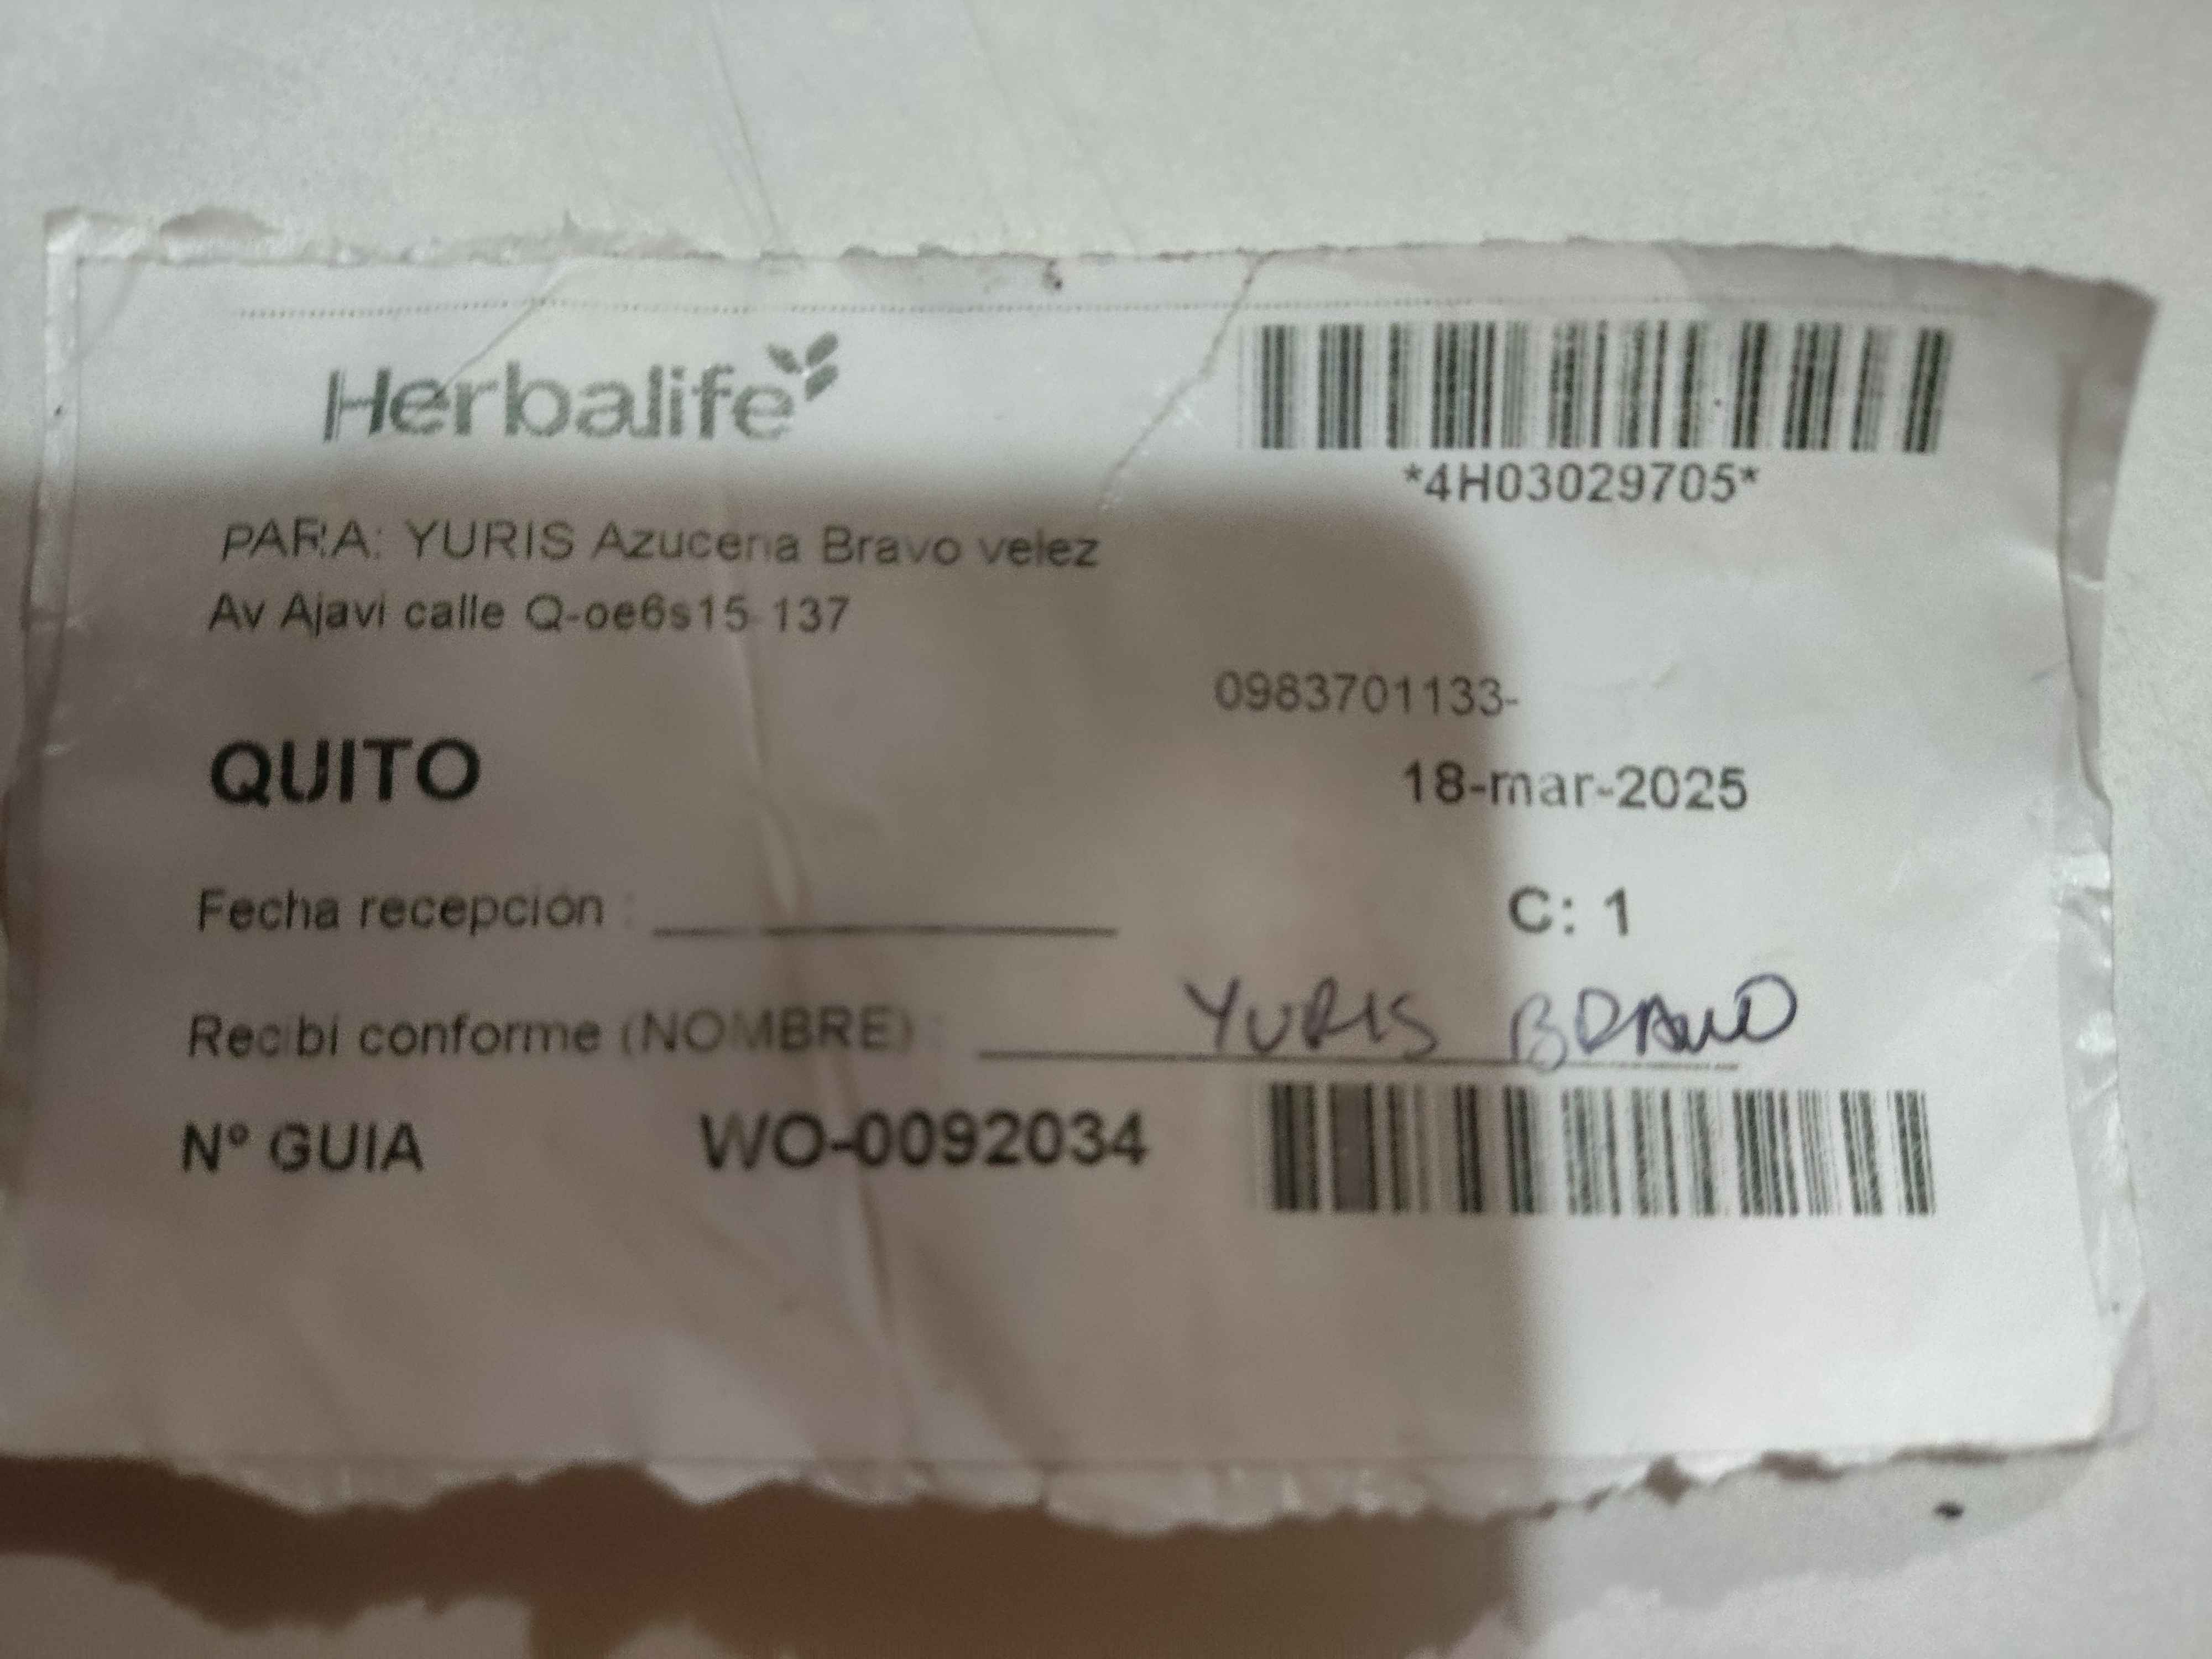 Herbalife
*4H03029705*
PARA: YURIS Azucena Bravo velez
Av Ajavi calle Q-oe6s15-137
0983701133-
QUITO
18-mar-2025
Fecha recepción :
C: 1
Recibi conforme (NOMBRE) : YURIS BRAVO
Nº GUIA WO-0092034